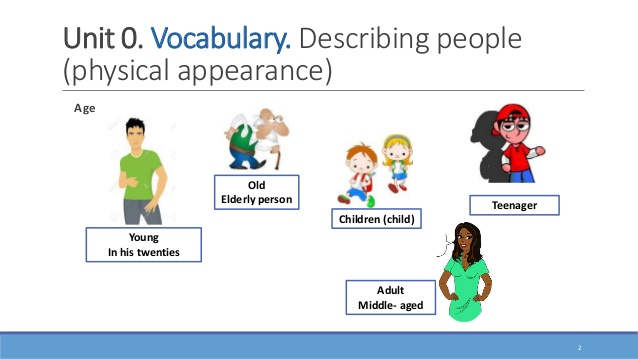 Unit 0. Vocabulary. Describing people
(physical appearance)
Age
Old
Elderly person
Children (child)
Teenager
Young
In his twenties
Adult
Middle- aged
2